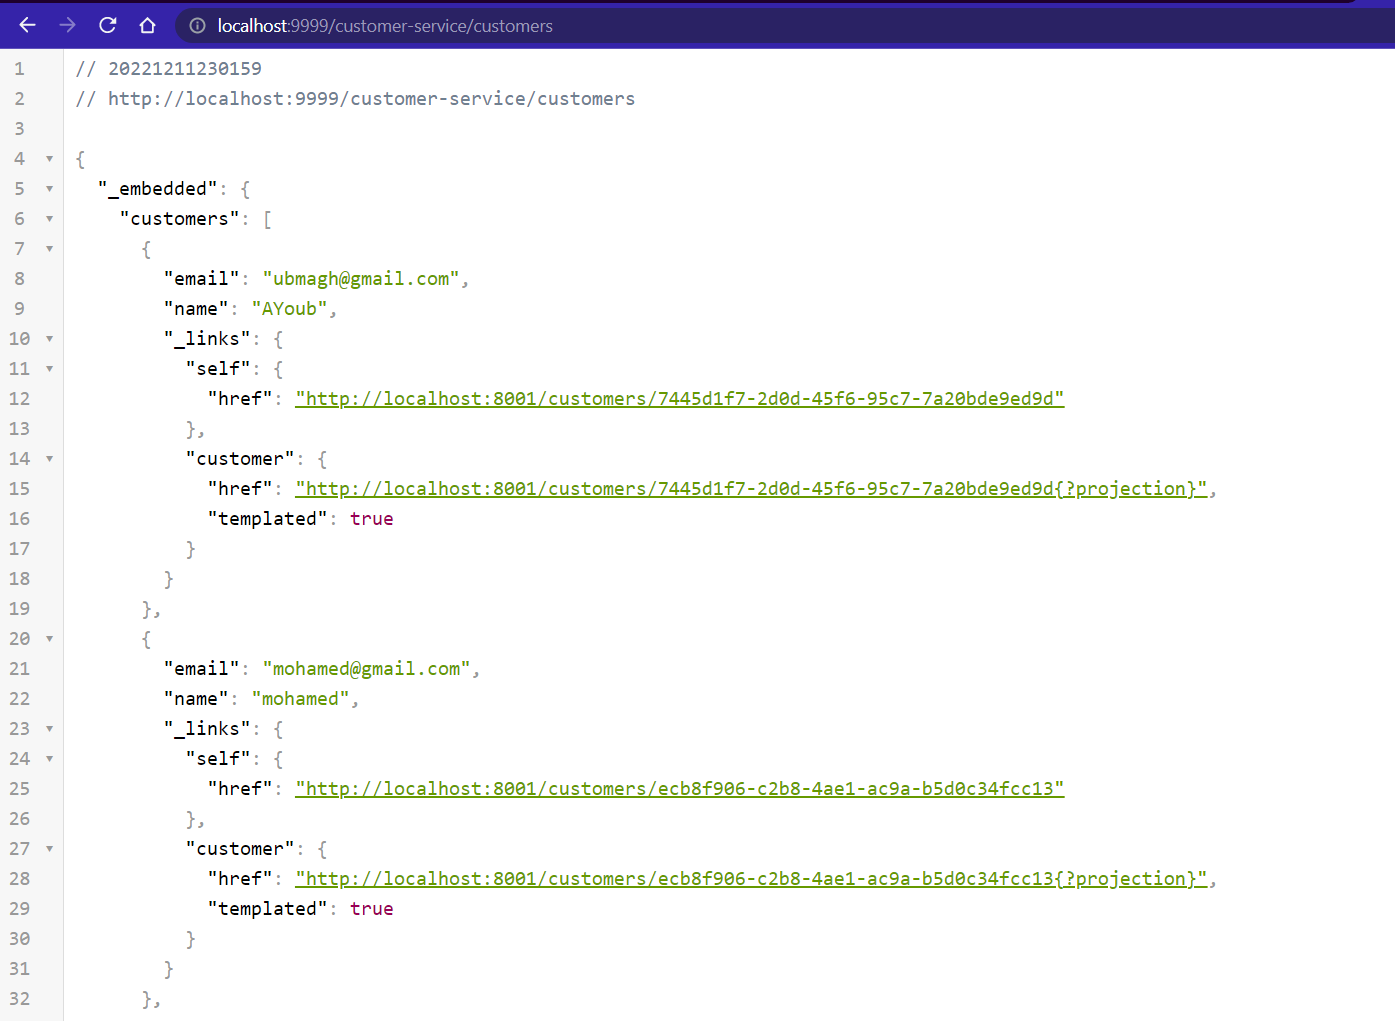 localhost:9999/customer-service/customers
1 // 20221211230159
2 // http://localhost:9999/customer-service/customers
3
4 {
5 "_embedded": {
6 "customers": [
7 {
8 "email": "ubmagh@gmail.com",
9 "name": "AYoub",
10 "_links": {
11 "self": {
12 "href": "http://localhost:8001/customers/7445d1f7-2d0d-45f6-95c7-7a20bde9ed9d"
13 },
14 "customer": {
15 "href": "http://localhost:8001/customers/7445d1f7-2d0d-45f6-95c7-7a20bde9ed9d{?projection}",
16 "templated": true
17 }
18 }
19 },
20 {
21 "email": "mohamed@gmail.com",
22 "name": "mohamed",
23 "_links": {
24 "self": {
25 "href": "http://localhost:8001/customers/ecb8f906-c2b8-4ae1-ac9a-b5d0c34fcc13"
26 },
27 "customer": {
28 "href": "http://localhost:8001/customers/ecb8f906-c2b8-4ae1-ac9a-b5d0c34fcc13{?projection}",
29 "templated": true
30 }
31 }
32 },